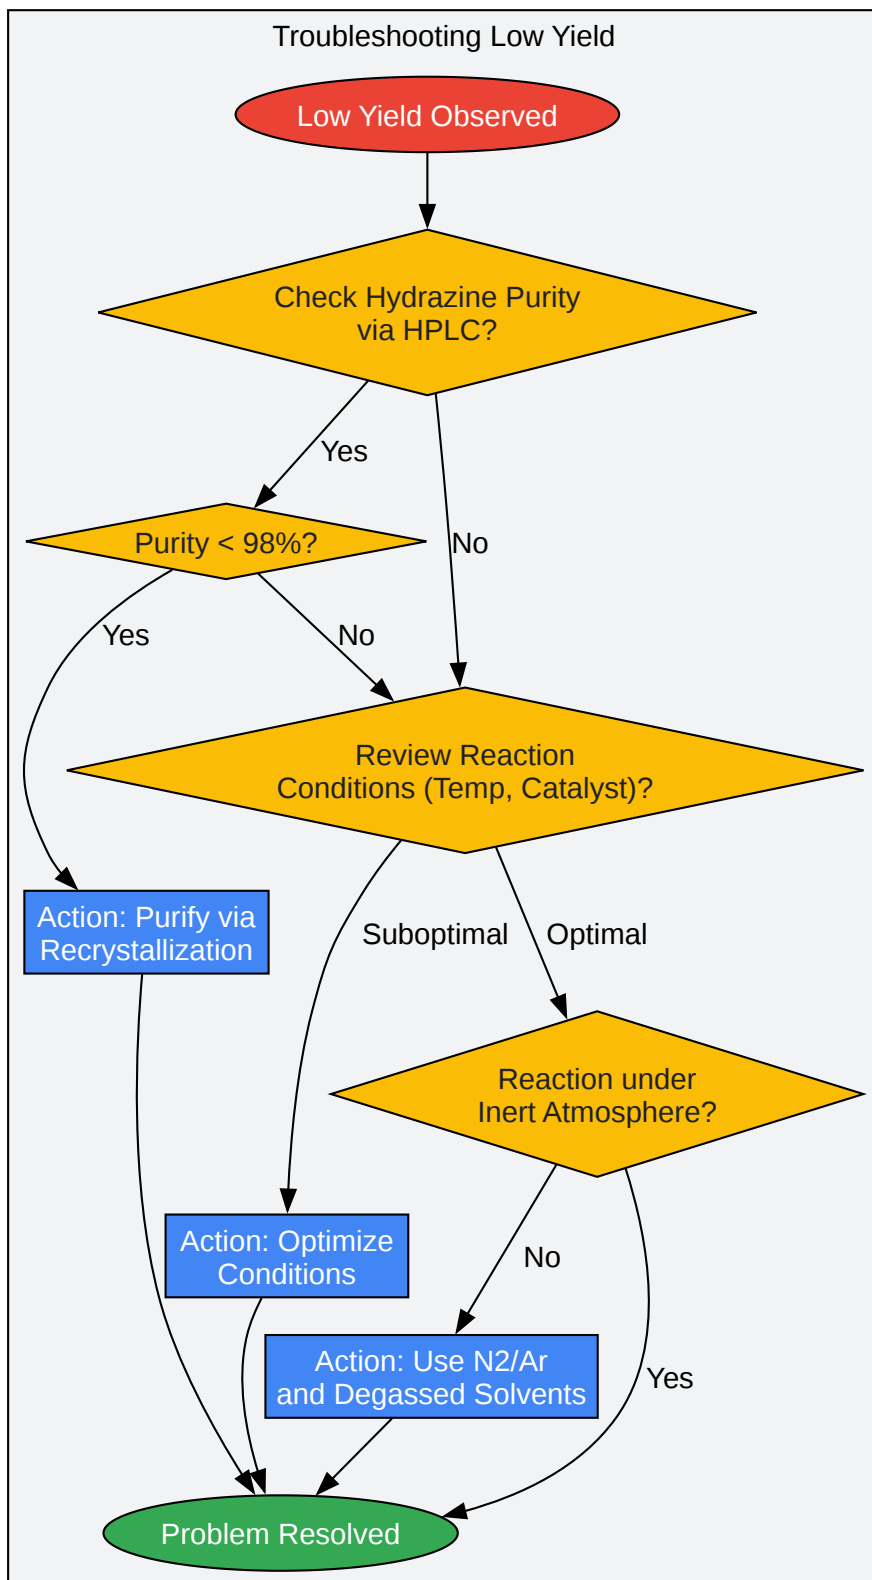 Troubleshooting Low Yield
Low Yield Observed
Check Hydrazine Purity
via HPLC?
Yes
No
Purity < 98%?
Yes
No
Review Reaction
Conditions (Temp, Catalyst)?
Action: Purify via
Recrystallization
Suboptimal
Optimal
Reaction under
Inert Atmosphere?
Action: Optimize
Conditions
No
Action: Use N2/Ar
and Degassed Solvents
Yes
Problem Resolved